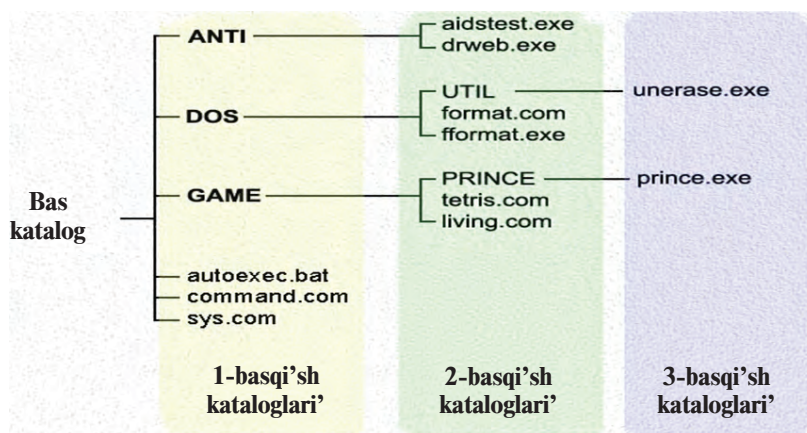 ANTI
aidstest.exe
drweb.exe
DOS
UTIL
unerase.exe
format.com
fformat.exe
Bas
katalog
GAME
PRINCE
prince.exe
tetris.com
living.com
autoexec.bat
command.com
sys.com
1-basqi’sh
kataloglari’
2-basqi’sh
kataloglari’
3-basqi’sh
kataloglari’